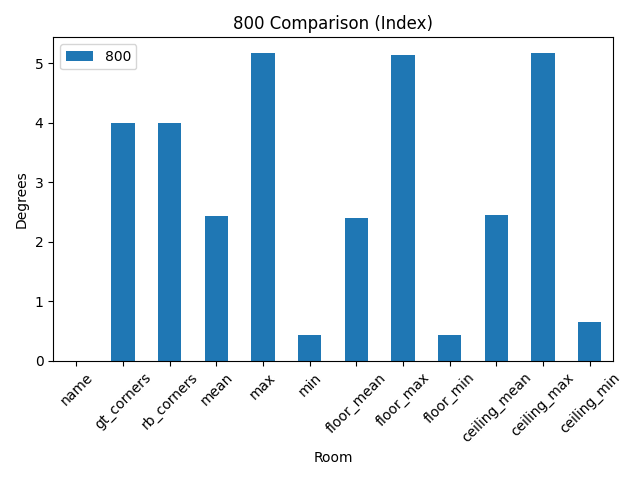 800 Comparison (Index)
800
Degrees
5
4
3
2
1
0
name
gt_corners
rb_corners
mean
max
min
floor_mean
floor_max
floor_min
ceiling_mean
ceiling_max
ceiling_min
Room